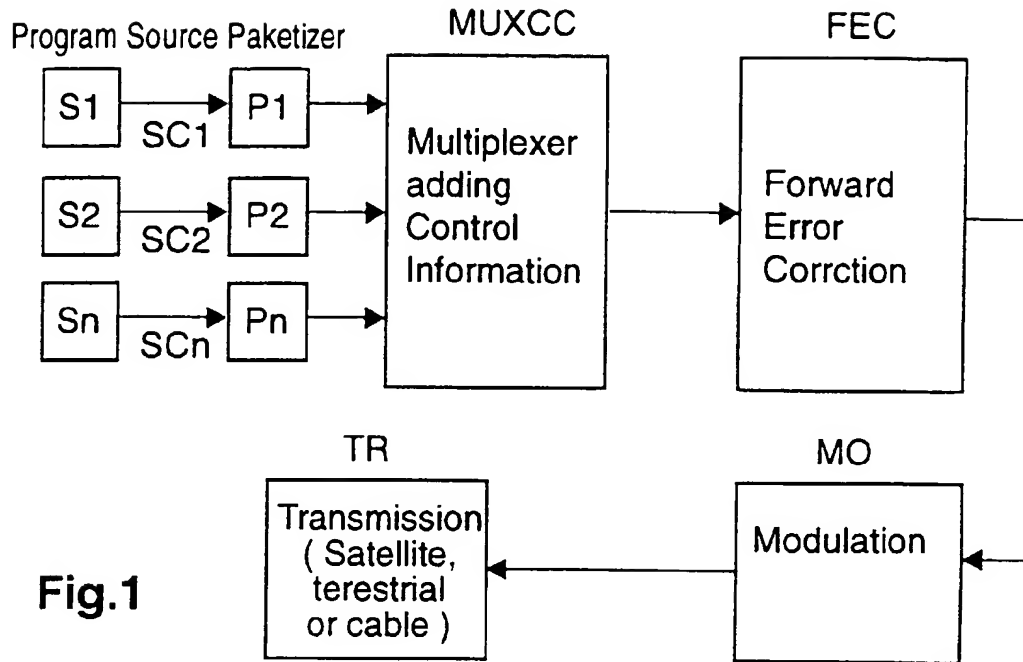 MUXCC
FEC
Program Source Paketizer
S1
SC1
P1
S2
SC2
P2
Sn
SCn
Pn
Multiplexer
adding
Control
Information
Forward
Error
Corrction
TR
MO
Transmission
( Satellite,
terestrial
or cable )
Modulation
Fig.1